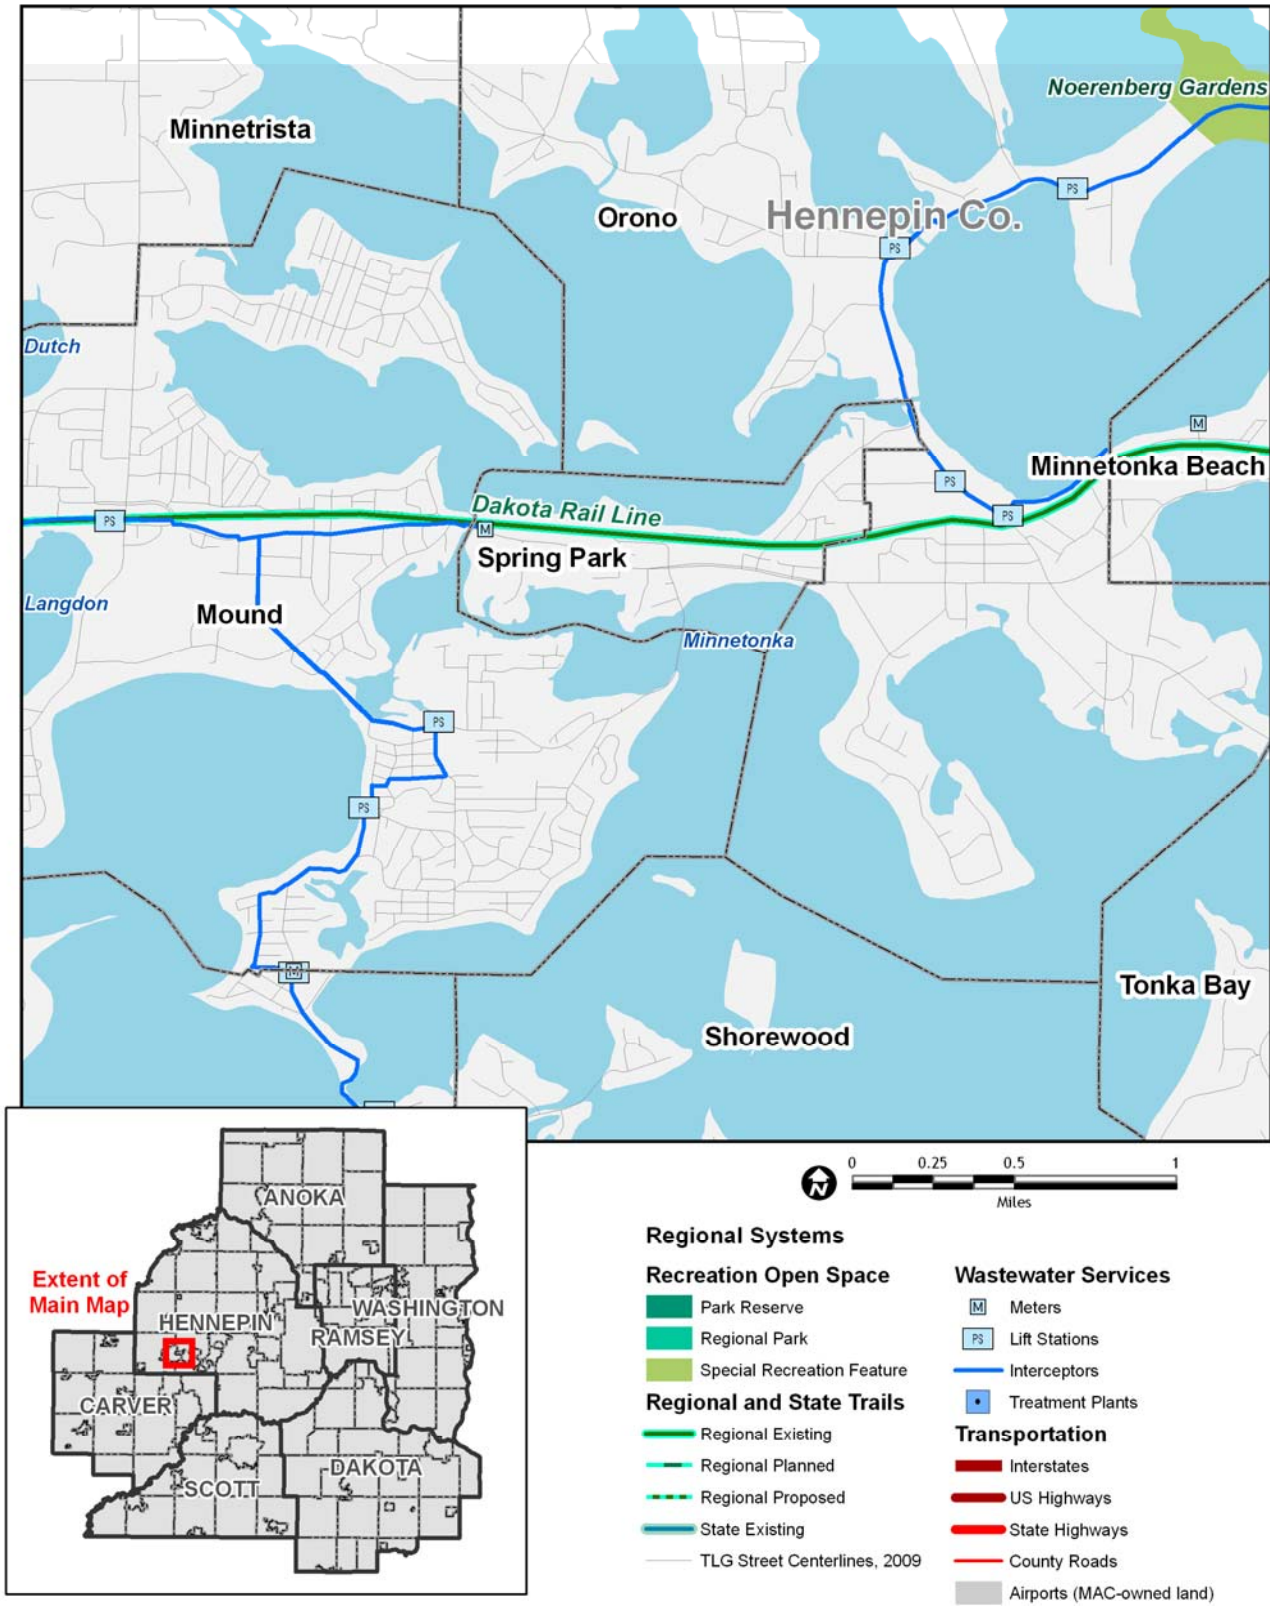 Noerenberg Gardens
Minnetrista
Orono
Hennepin Co.
PS
PS
Dutch
M
Minnetonka Beach
PS
Dakota Rail Line
PS
PS
M
Spring Park
Langdon
Mound
Minnetonka
PS
PS
M
Tonka Bay
Shorewood
ANOKA
Extent of
Main Map
HENNEPIN
WASHINGTON
RAMSEY
CARVER
SCOTT
DAKOTA
N
0 0.25 0.5 1
Miles
Regional Systems
Recreation Open Space
Park Reserve
Regional Park
Special Recreation Feature
Regional and State Trails
Regional Existing
Regional Planned
Regional Proposed
State Existing
TLG Street Centerlines, 2009
Wastewater Services
M Meters
PS Lift Stations
Interceptors
Treatment Plants
Transportation
Interstates
US Highways
State Highways
County Roads
Airports (MAC-owned land)